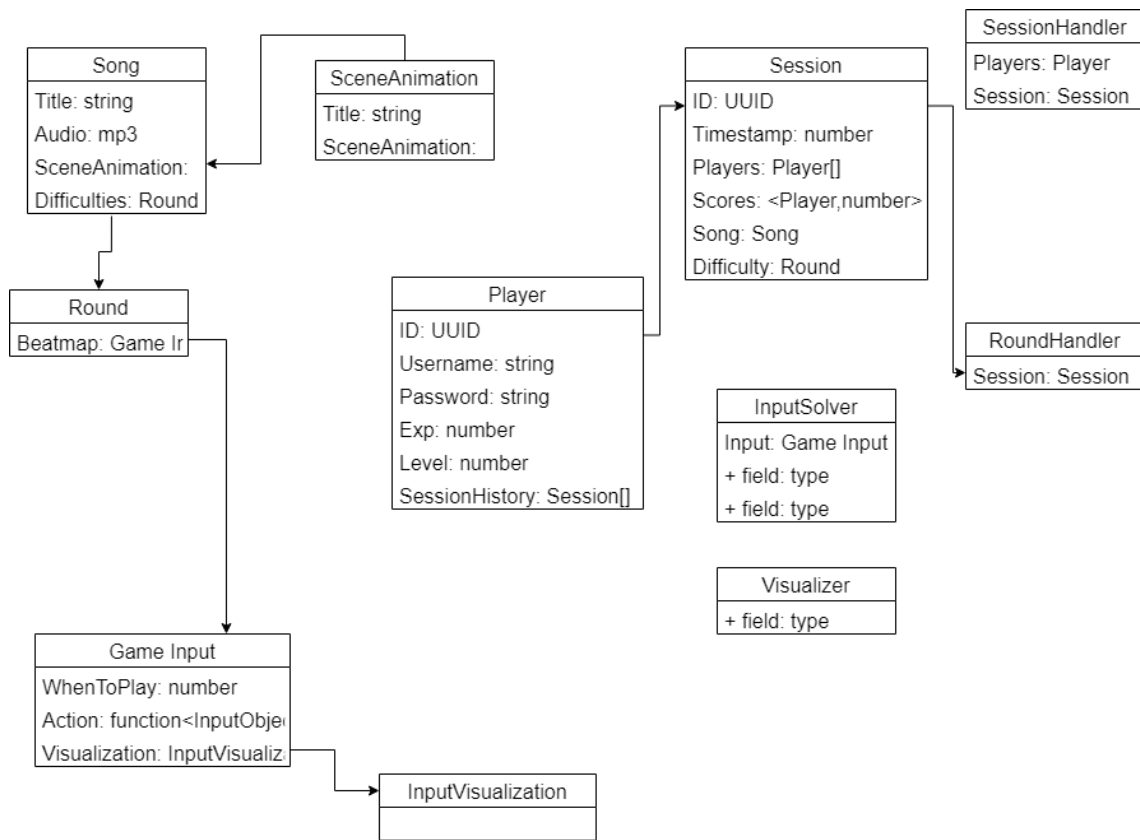 Song
Title: string
Audio: mp3
SceneAnimation:
Difficulties: Round
SceneAnimation
Title: string
SceneAnimation:
Session
ID: UUID
Timestamp: number
Players: Player[]
Scores: <Player,number>
Song: Song
Difficulty: Round
SessionHandler
Players: Player
Session: Session
Round
Beatmap: Game Ir
Player
ID: UUID
Username: string
Password: string
Exp: number
Level: number
SessionHistory: Session[]
RoundHandler
Session: Session
InputSolver
Input: Game Input
+ field: type
+ field: type
Visualizer
+ field: type
Game Input
WhenToPlay: number
Action: function<InputObje
Visualization: InputVisualiz
InputVisualization